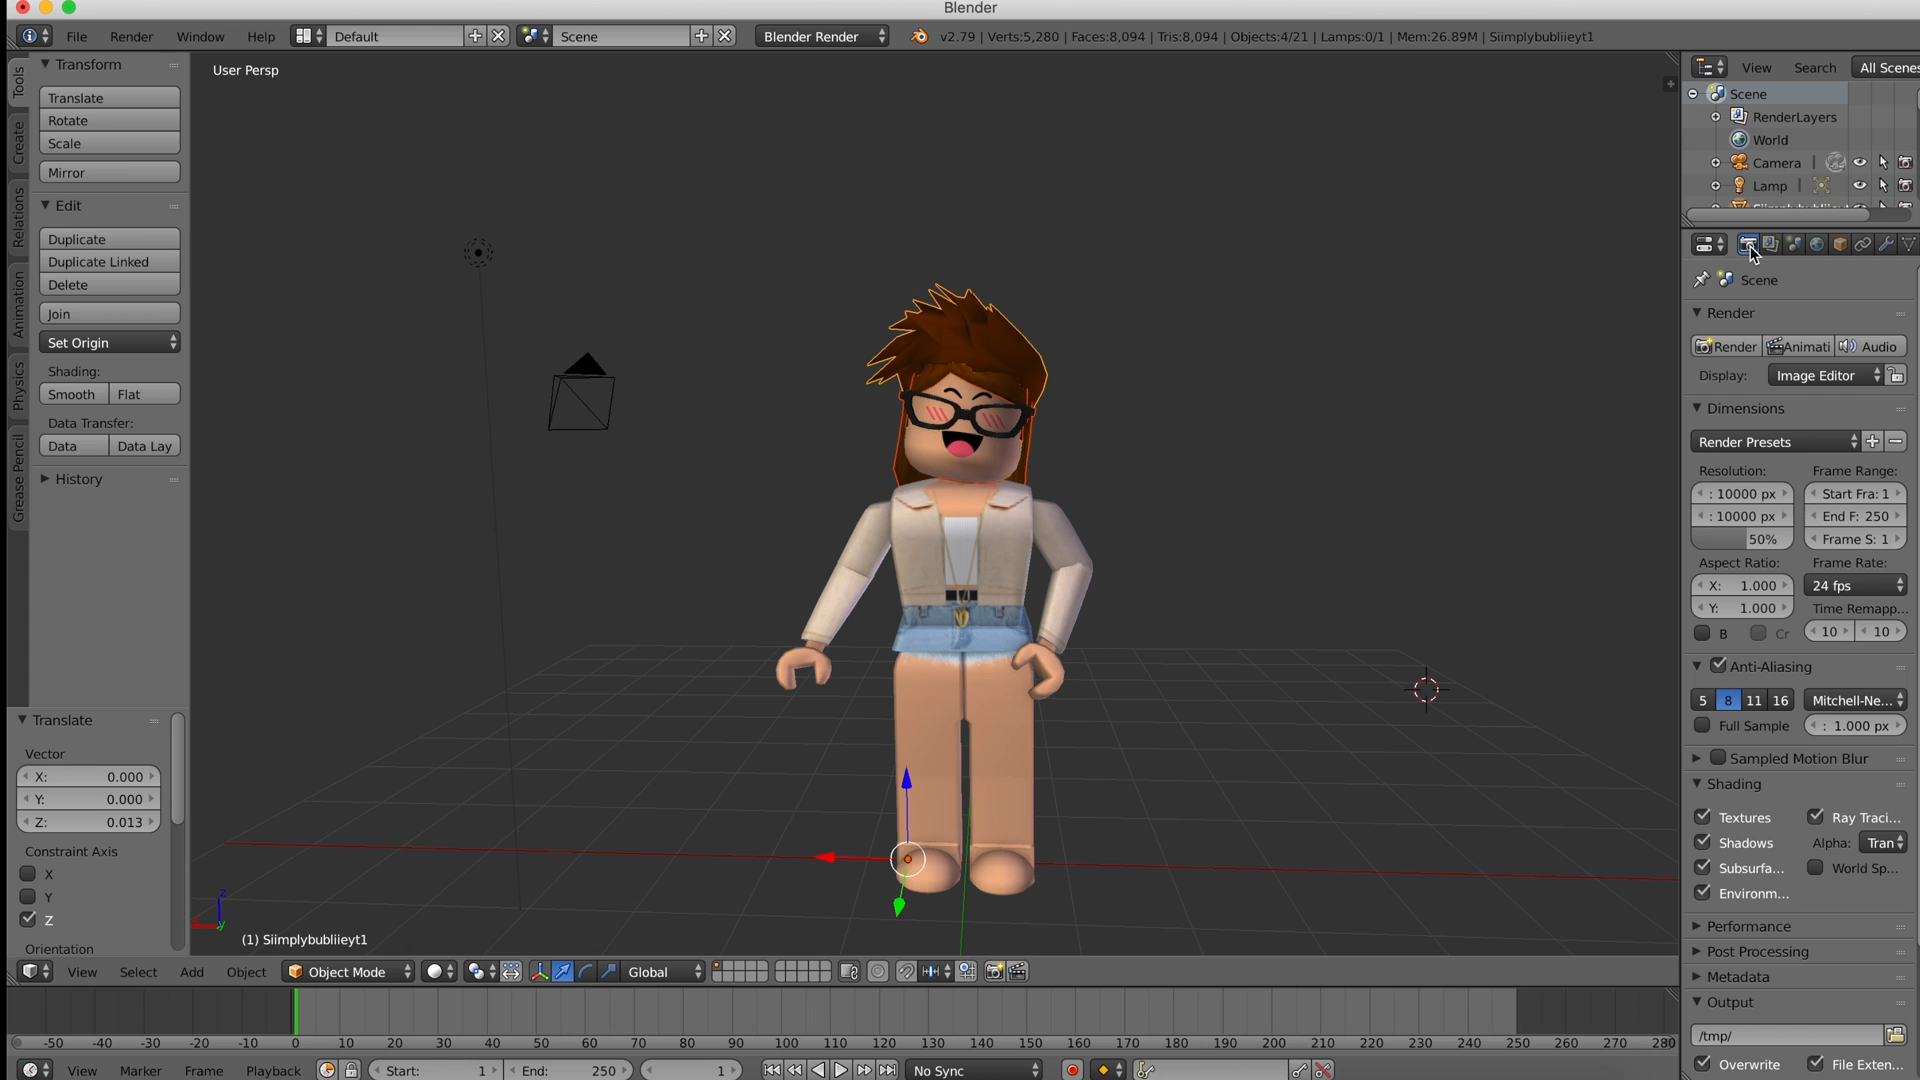 Blender
File Render Window Help Default Scene Blender Render v2.79 | Verts:5,280 | Faces:8,094 | Tris:8,094 | Objects:4/21 | Lamps:0/1 | Mem:26.89M | Siimplybubliieyt1
Tools
Create
Relations
Animation
Physics
Grease Pencil
Transform
Translate
Rotate
Scale
Mirror
Edit
Duplicate
Duplicate Linked
Delete
Join
Set Origin
Shading:
Smooth Flat
Data Transfer:
Data Data Lay
History
Translate
Vector
X: 0.000
Y: 0.000
Z: 0.013
Constraint Axis
X
Y
Z
Orientation
User Persp
(1) Siimplybubliieyt1
View Select Add Object Object Mode Global
View Search All Scenes
Scene
RenderLayers
World
Camera
Lamp
Scene
Render
Render Animati Audio
Display: Image Editor
Dimensions
Render Presets
Resolution: Frame Range:
: 10000 px Start Fra: 1
: 10000 px End F: 250
50% Frame S: 1
Aspect Ratio: Frame Rate:
X: 1.000 24 fps
Y: 1.000 Time Remapp...
B Cr 10 10
Anti-Aliasing
5 8 11 16 Mitchell-Ne...
Full Sample : 1.000 px
Sampled Motion Blur
Shading
Textures Ray Traci...
Shadows Alpha: Tran
Subsurfa... World Sp...
Environm...
Performance
Post Processing
Metadata
Output
/tmp/
Overwrite File Exten...
-50 -40 -30 -20 -10 0 10 20 30 40 50 60 70 80 90 100 110 120 130 140 150 160 170 180 190 200 210 220 230 240 250 260 270 280
View Marker Frame Playback Start: 1 End: 250 1 No Sync